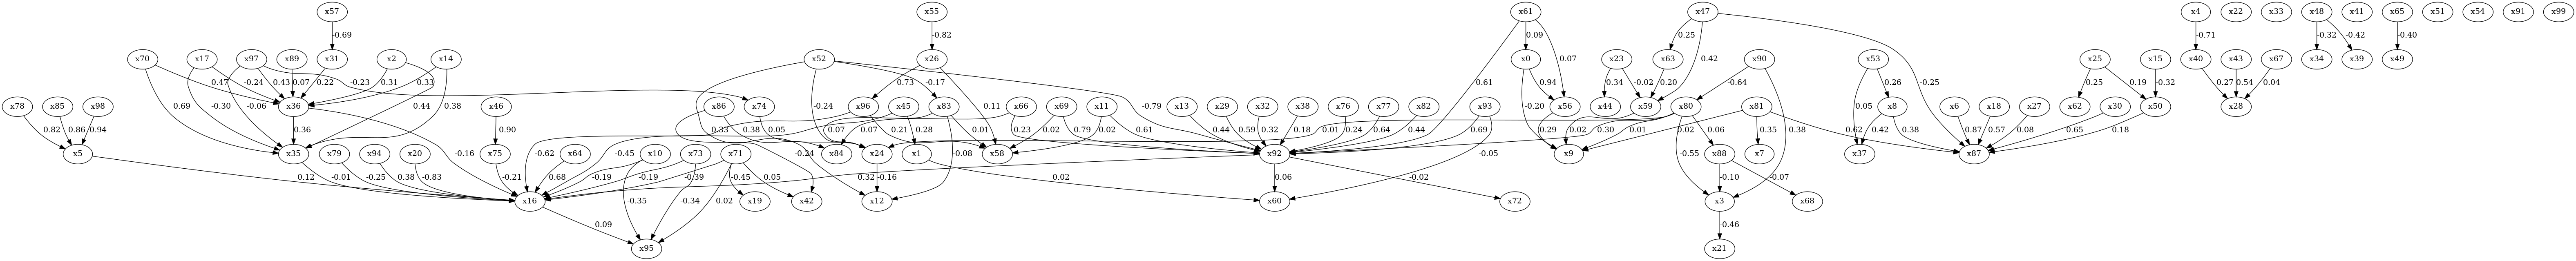 x57 x55 x61 x47 x4 x22 x33 x48 x41 x65 x51 x54 x91 x99
-0.69 -0.82 0.09 0.25 -0.71 -0.32 -0.42 -0.40
x70 x17 x97 x89 x2 x31 x14 x52 x26 x0 0.07 x23 x63 -0.42 x90 x53 x25 x15 x40 x43 x67 x34 x39 x49
0.47 -0.24 0.43 0.07 0.31 0.22 0.33 -0.23 -0.17 0.73 0.61 0.94 0.34 -0.02 0.20 -0.64 -0.25 0.26 0.25 0.19 -0.32 0.27 0.54 0.04
x78 x85 x98 x36 x46 x86 x74 x96 x45 x83 x66 x69 x11 x13 x29 x32 x38 x76 x77 x82 x93 x56 x44 x59 x80 x81 x8 x6 x18 x27 x30 x62 x50 x28
0.69 -0.30 -0.06 0.44 0.38 -0.24 0.11 -0.79 -0.20 0.05
-0.82 -0.86 0.94 0.36 -0.90 -0.33 -0.38 0.05 0.07 -0.07 -0.21 -0.28 -0.01 0.23 0.02 0.79 0.02 0.61 0.44 0.59 -0.32 -0.18 0.01 0.24 0.64 -0.44 0.69 0.30 0.29 0.02 0.01 -0.06 0.02 -0.35 -0.38 -0.62 -0.42 0.38 0.87 -0.57 0.08 0.65 0.18
x5 x35 x79 x94 x20 -0.16 x75 -0.62 x64 -0.45 x10 x73 x71 x84 -0.24 x24 x1 -0.08 x58 x92 -0.05 x9 -0.55 x88 x7 x37 x87
0.12 -0.01 -0.25 0.38 -0.83 -0.21 0.68 -0.19 -0.19 -0.39 0.45 0.05 0.32 -0.16 0.02 0.06 -0.02 -0.10 -0.07
x16 -0.35 -0.34 0.02 x19 x42 x12 x60 x72 x3 x68
0.09 -0.46
x95 x21